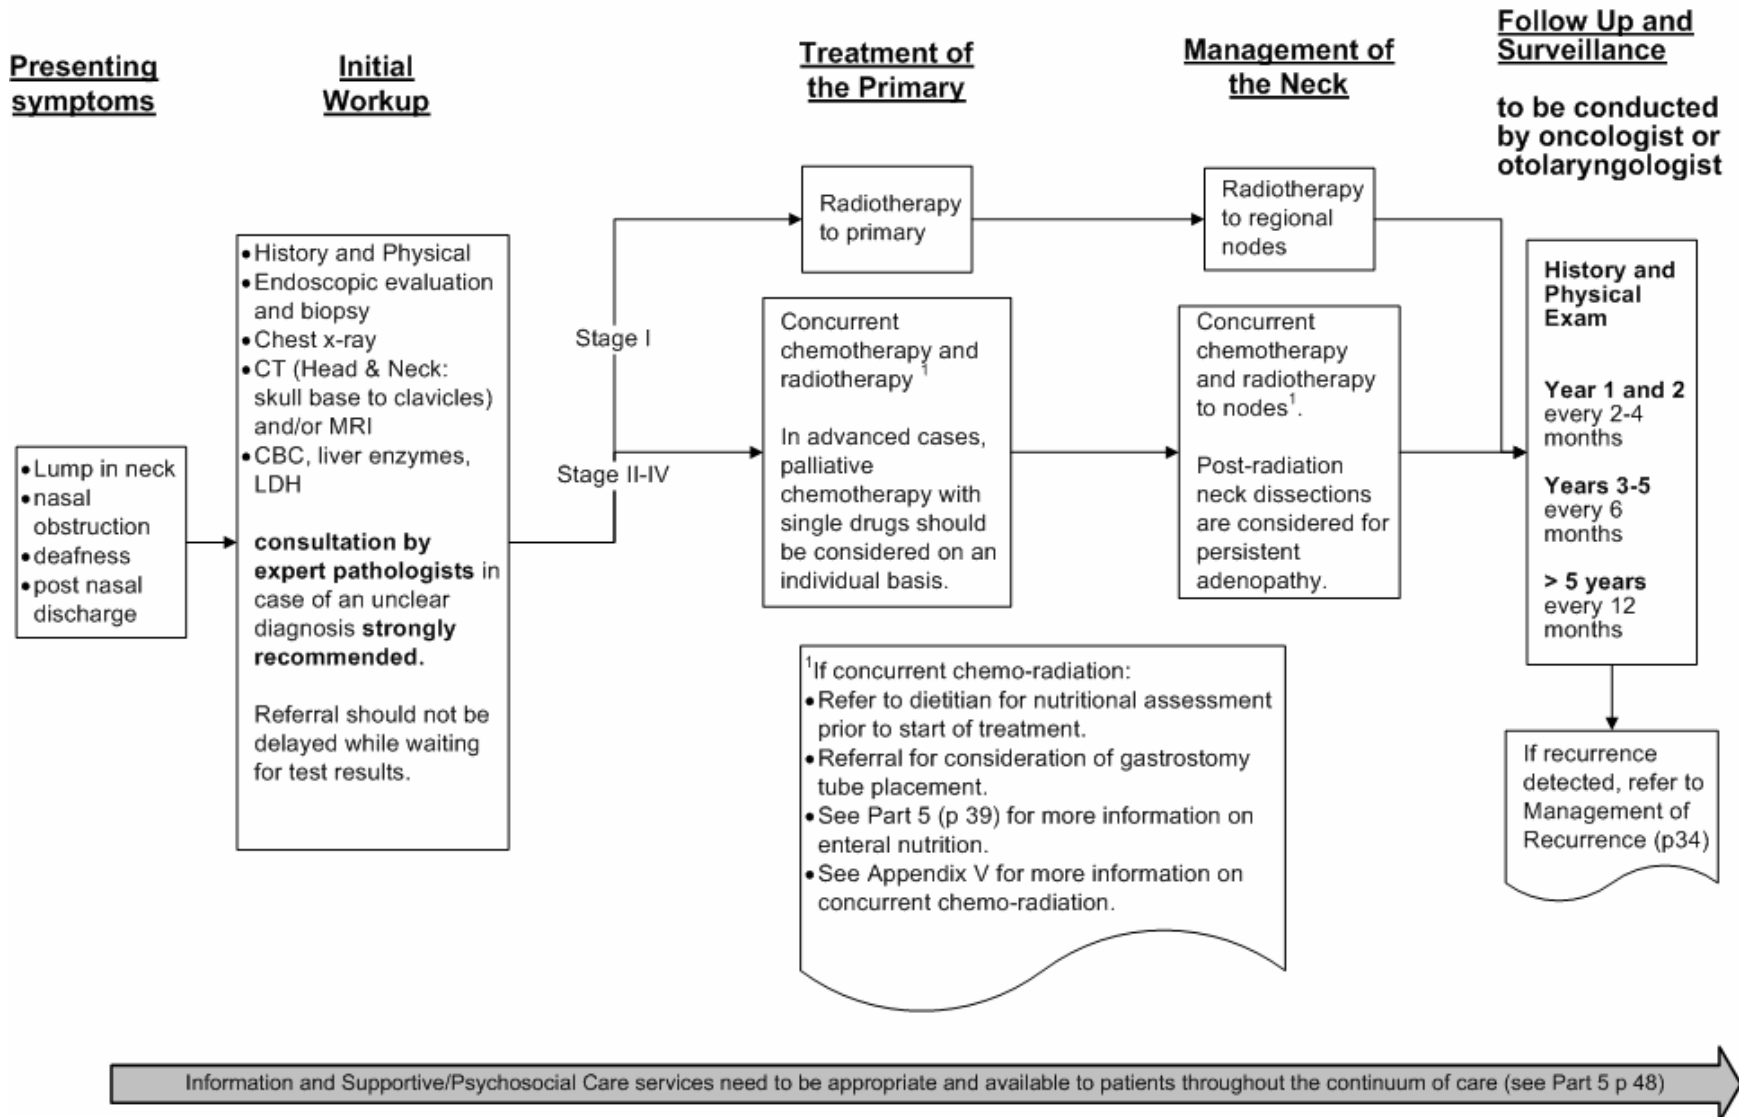 Presenting
symptoms
Initial
Workup
Treatment of
the Primary
Management of
the Neck
Follow Up and
Surveillance
to be conducted
by oncologist or
otolaryngologist
• Lump in neck
• nasal
obstruction
• deafness
• post nasal
discharge
• History and Physical
• Endoscopic evaluation
and biopsy
• Chest x-ray
• CT (Head & Neck:
skull base to clavicles)
and/or MRI
• CBC, liver enzymes,
LDH
consultation by
expert pathologists in
case of an unclear
diagnosis strongly
recommended.
Referral should not be
delayed while waiting
for test results.
Stage I
Stage II-IV
Radiotherapy
to primary
Radiotherapy
to regional
nodes
Concurrent
chemotherapy and
radiotherapy 1
In advanced cases,
palliative
chemotherapy with
single drugs should
be considered on an
individual basis.
Concurrent
chemotherapy
and radiotherapy
to nodes1.
Post-radiation
neck dissections
are considered for
persistent
adenopathy.
History and
Physical
Exam
Year 1 and 2
every 2-4
months
Years 3-5
every 6
months
> 5 years
every 12
months
1If concurrent chemo-radiation:
• Refer to dietitian for nutritional assessment
prior to start of treatment.
• Referral for consideration of gastrostomy
tube placement.
• See Part 5 (p 39) for more information on
enteral nutrition.
• See Appendix V for more information on
concurrent chemo-radiation.
If recurrence
detected, refer to
Management of
Recurrence (p34)
Information and Supportive/Psychosocial Care services need to be appropriate and available to patients throughout the continuum of care (see Part 5 p 48)